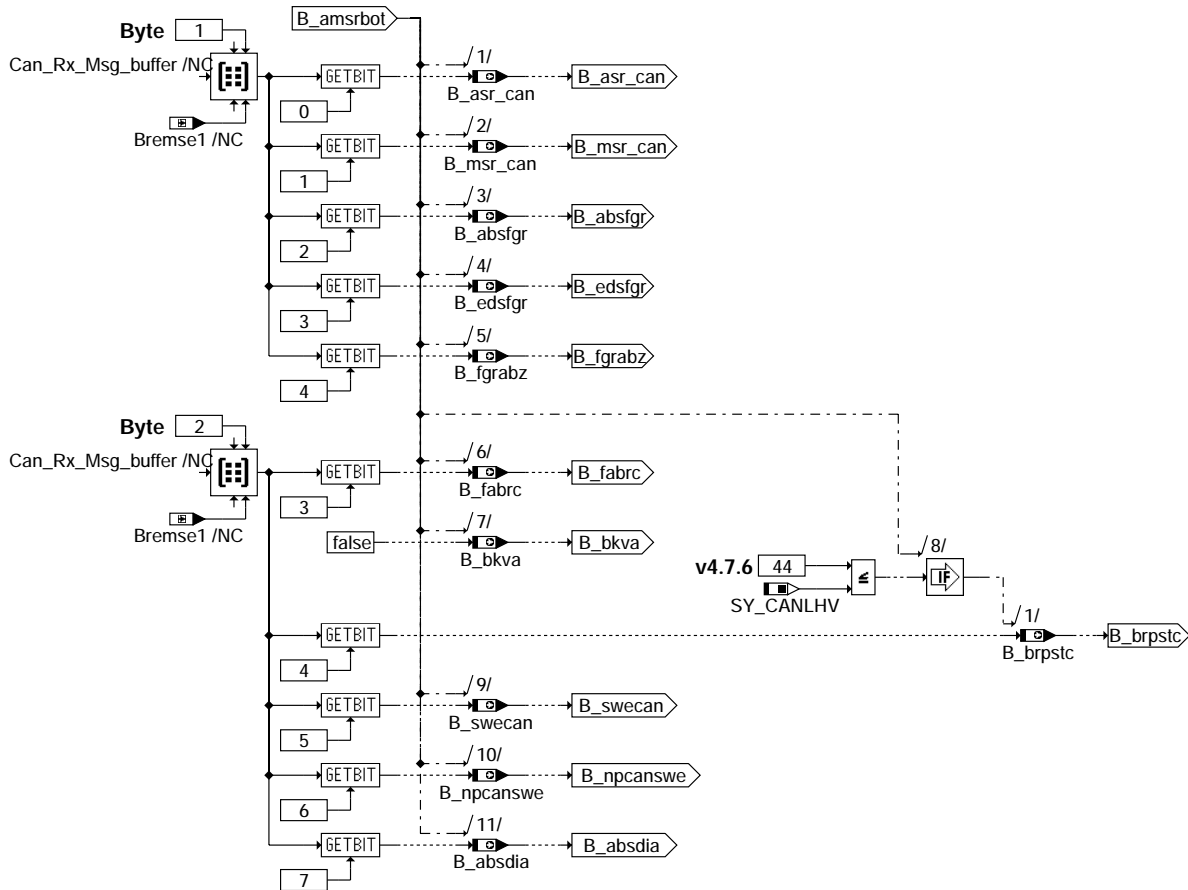 B_amsrbot
Byte 1
Can_Rx_Msg_buffer /NC
Bremse1 /NC
GETBIT
0
1/
B_asr_can
B_asr_can
GETBIT
1
2/
B_msr_can
B_msr_can
GETBIT
2
3/
B_absfgr
B_absfgr
GETBIT
3
4/
B_edsfgr
B_edsfgr
GETBIT
4
5/
B_fgrabz
B_fgrabz
Byte 2
Can_Rx_Msg_buffer /NC
Bremse1 /NC
GETBIT
3
6/
B_fabrc
B_fabrc
false
7/
B_bkva
B_bkva
v4.7.6 44
SY_CANLHV
≤
8/
IF
GETBIT
4
1/
B_brpstc
B_brpstc
GETBIT
5
9/
B_swecan
B_swecan
GETBIT
6
10/
B_npcanswe
B_npcanswe
GETBIT
7
11/
B_absdia
B_absdia